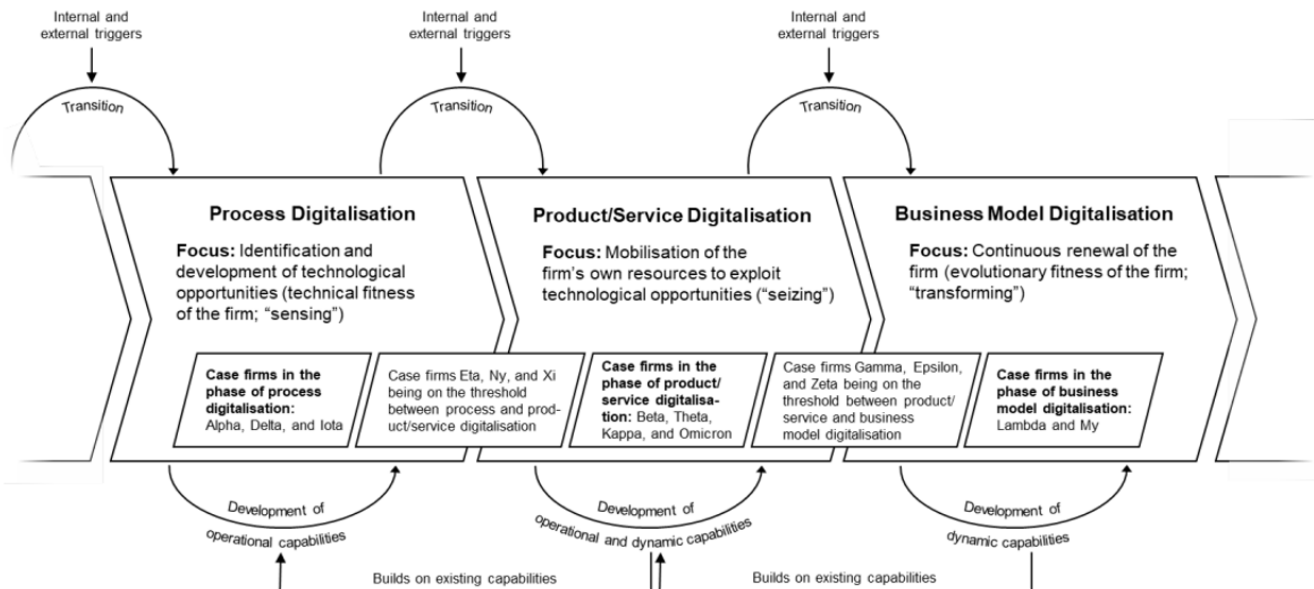 Internal and
external triggers
Internal and
external triggers
Internal and
external triggers
Transition
Transition
Transition
Process Digitalisation
Focus: Identification and
development of technological
opportunities (technical fitness
of the firm; “sensing”)
Product/Service Digitalisation
Focus: Mobilisation of the
firm’s own resources to exploit
technological opportunities (“seizing”)
Business Model Digitalisation
Focus: Continuous renewal of the
firm (evolutionary fitness of the firm;
“transforming”)
Case firms in the
phase of process
digitalisation:
Alpha, Delta, and Iota
Case firms Eta, Ny, and Xi
being on the threshold
between process and prod-
uct/service digitalisation
Case firms in the
phase of product/
service digitalisa-
tion: Beta, Theta,
Kappa, and Omicron
Case firms Gamma, Epsilon,
and Zeta being on the
threshold between product/
service and business
model digitalisation
Case firms in the
phase of business
model digitalisation:
Lambda and My
Development of
operational capabilities
Development of
operational and dynamic capabilities
Development of
dynamic capabilities
Builds on existing capabilities
Builds on existing capabilities